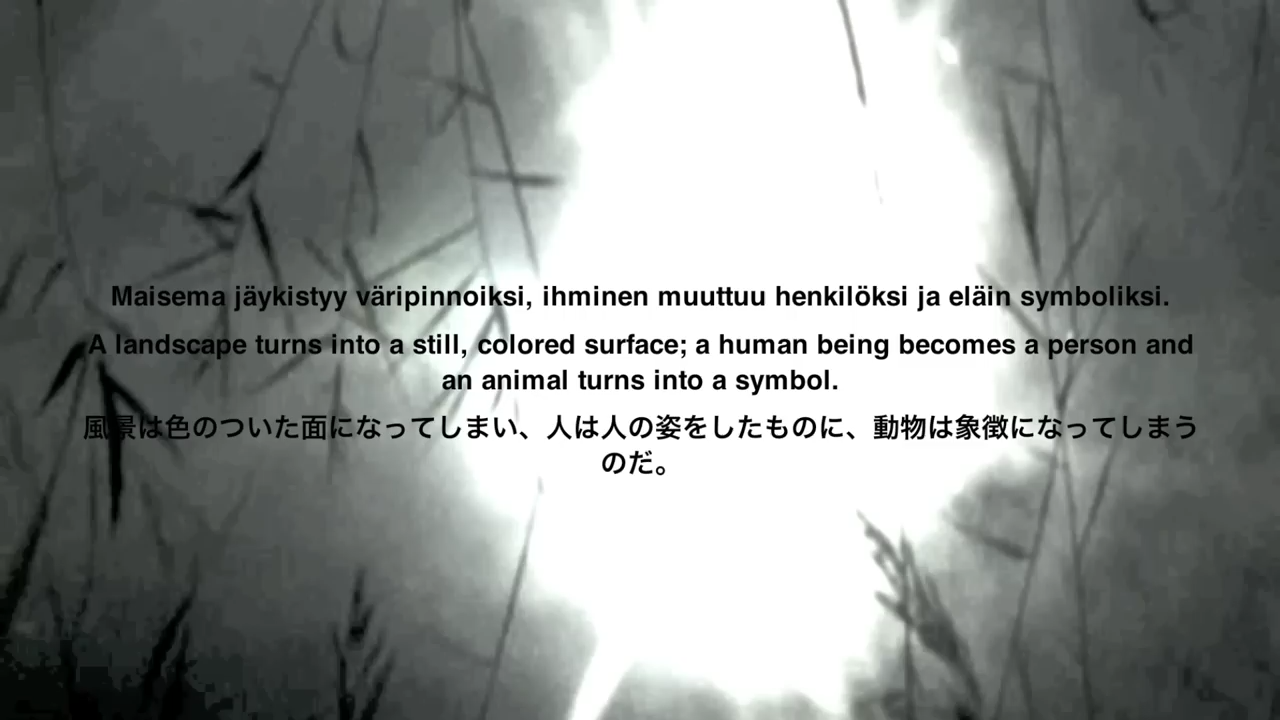 Maisema jäykistyy väripinnoiksi, ihminen muuttuu henkilöksi ja eläin symboliksi.
A landscape turns into a still, colored surface; a human being becomes a person and
an animal turns into a symbol.
風景は色のついた面になってしまい、人は人の姿をしたものに、動物は象徴になってしまう
のだ。